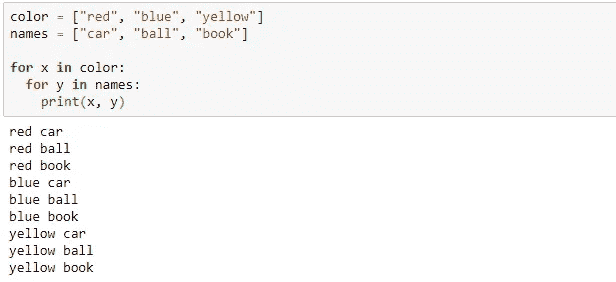 color = ["red", "blue", "yellow"]
names = ["car", "ball", "book"]

for x in color:
  for y in names:
    print(x, y)

red car
red ball
red book
blue car
blue ball
blue book
yellow car
yellow ball
yellow book